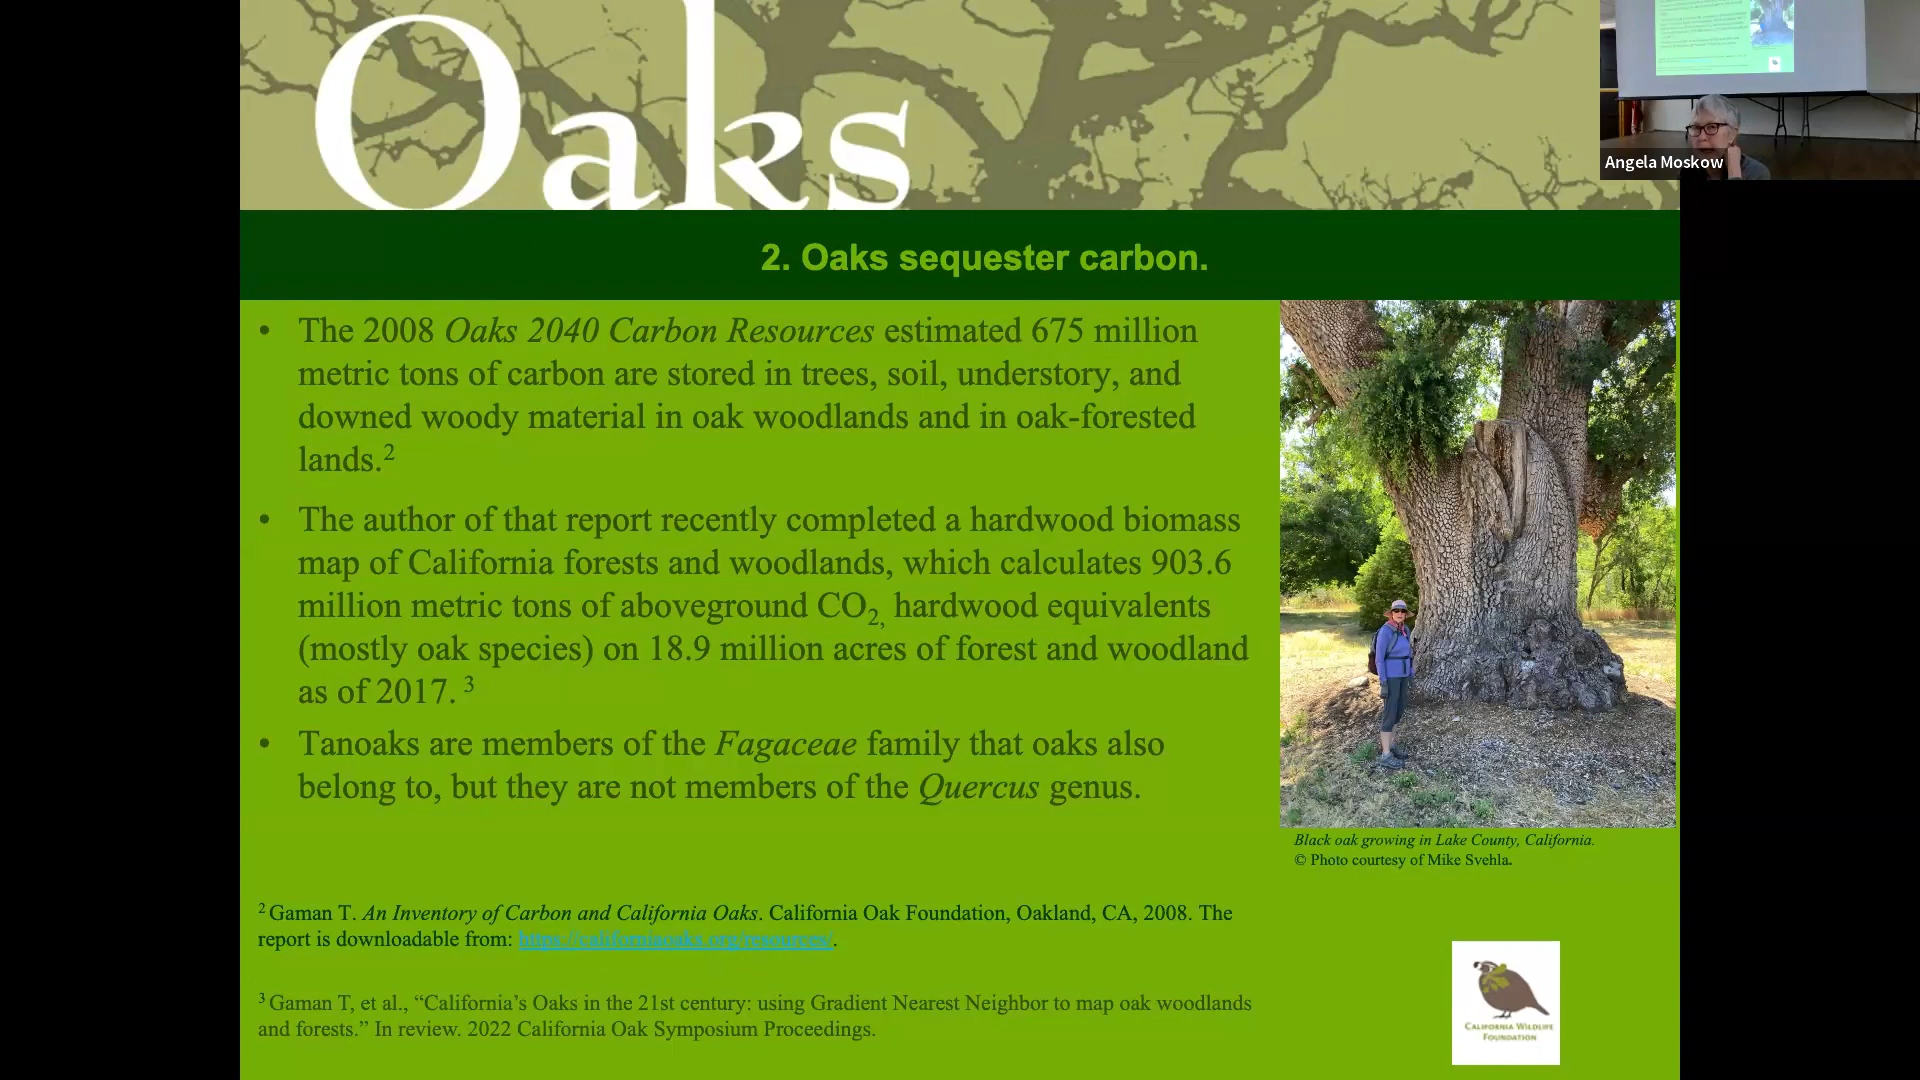 Oaks
Angela Moskow
2. Oaks sequester carbon.
• The 2008 Oaks 2040 Carbon Resources estimated 675 million
metric tons of carbon are stored in trees, soil, understory, and
downed woody material in oak woodlands and in oak-forested
lands.2
• The author of that report recently completed a hardwood biomass
map of California forests and woodlands, which calculates 903.6
million metric tons of aboveground CO2, hardwood equivalents
(mostly oak species) on 18.9 million acres of forest and woodland
as of 2017. 3
• Tanoaks are members of the Fagaceae family that oaks also
belong to, but they are not members of the Quercus genus.
Black oak growing in Lake County, California.
© Photo courtesy of Mike Svehla.
2 Gaman T. An Inventory of Carbon and California Oaks. California Oak Foundation, Oakland, CA, 2008. The
report is downloadable from: https://californiaoaks.org/resources/.
3 Gaman T, et al., “California’s Oaks in the 21st century: using Gradient Nearest Neighbor to map oak woodlands
and forests.” In review. 2022 California Oak Symposium Proceedings.
CALIFORNIA WILDLIFE
FOUNDATION